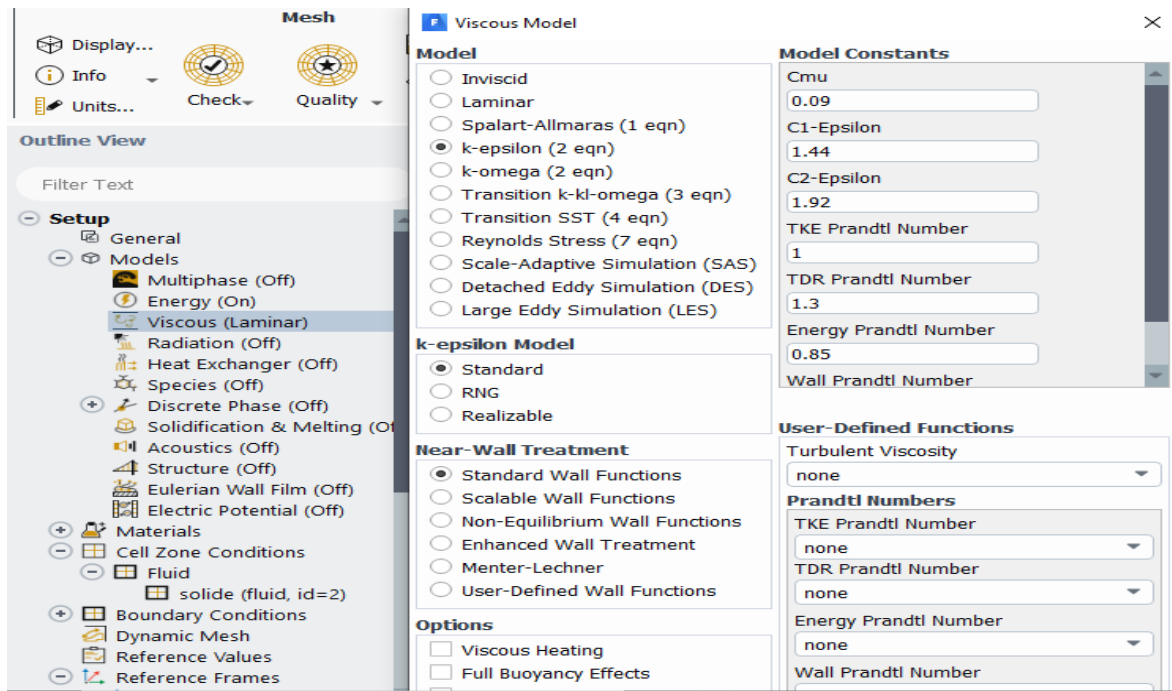 Mesh
Display...
Info
Units...
Check
Quality
Outline View
Filter Text
Setup
General
Models
Multiphase (Off)
Energy (On)
Viscous (Laminar)
Radiation (Off)
Heat Exchanger (Off)
Species (Off)
Discrete Phase (Off)
Solidification & Melting (Of
Acoustics (Off)
Structure (Off)
Eulerian Wall Film (Off)
Electric Potential (Off)
Materials
Cell Zone Conditions
Fluid
solide (fluid, id=2)
Boundary Conditions
Dynamic Mesh
Reference Values
Reference Frames
Viscous Model
Model
Inviscid
Laminar
Spalart-Allmaras (1 eqn)
k-epsilon (2 eqn)
k-omega (2 eqn)
Transition k-kl-omega (3 eqn)
Transition SST (4 eqn)
Reynolds Stress (7 eqn)
Scale-Adaptive Simulation (SAS)
Detached Eddy Simulation (DES)
Large Eddy Simulation (LES)
k-epsilon Model
Standard
RNG
Realizable
Near-Wall Treatment
Standard Wall Functions
Scalable Wall Functions
Non-Equilibrium Wall Functions
Enhanced Wall Treatment
Menter-Lechner
User-Defined Wall Functions
Options
Viscous Heating
Full Buoyancy Effects
Model Constants
Cmu
0.09
C1-Epsilon
1.44
C2-Epsilon
1.92
TKE Prandtl Number
1
TDR Prandtl Number
1.3
Energy Prandtl Number
0.85
Wall Prandtl Number
User-Defined Functions
Turbulent Viscosity
none
Prandtl Numbers
TKE Prandtl Number
none
TDR Prandtl Number
none
Energy Prandtl Number
none
Wall Prandtl Number